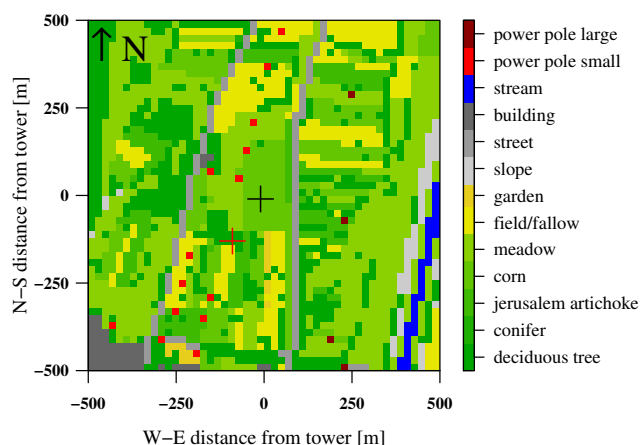 N
500
250
0
−250
−500
N−S distance from tower [m]
−500
−250
0
250
500
W−E distance from tower [m]
power pole large
power pole small
stream
building
street
slope
garden
field/fallow
meadow
corn
jerusalem artichoke
conifer
deciduous tree